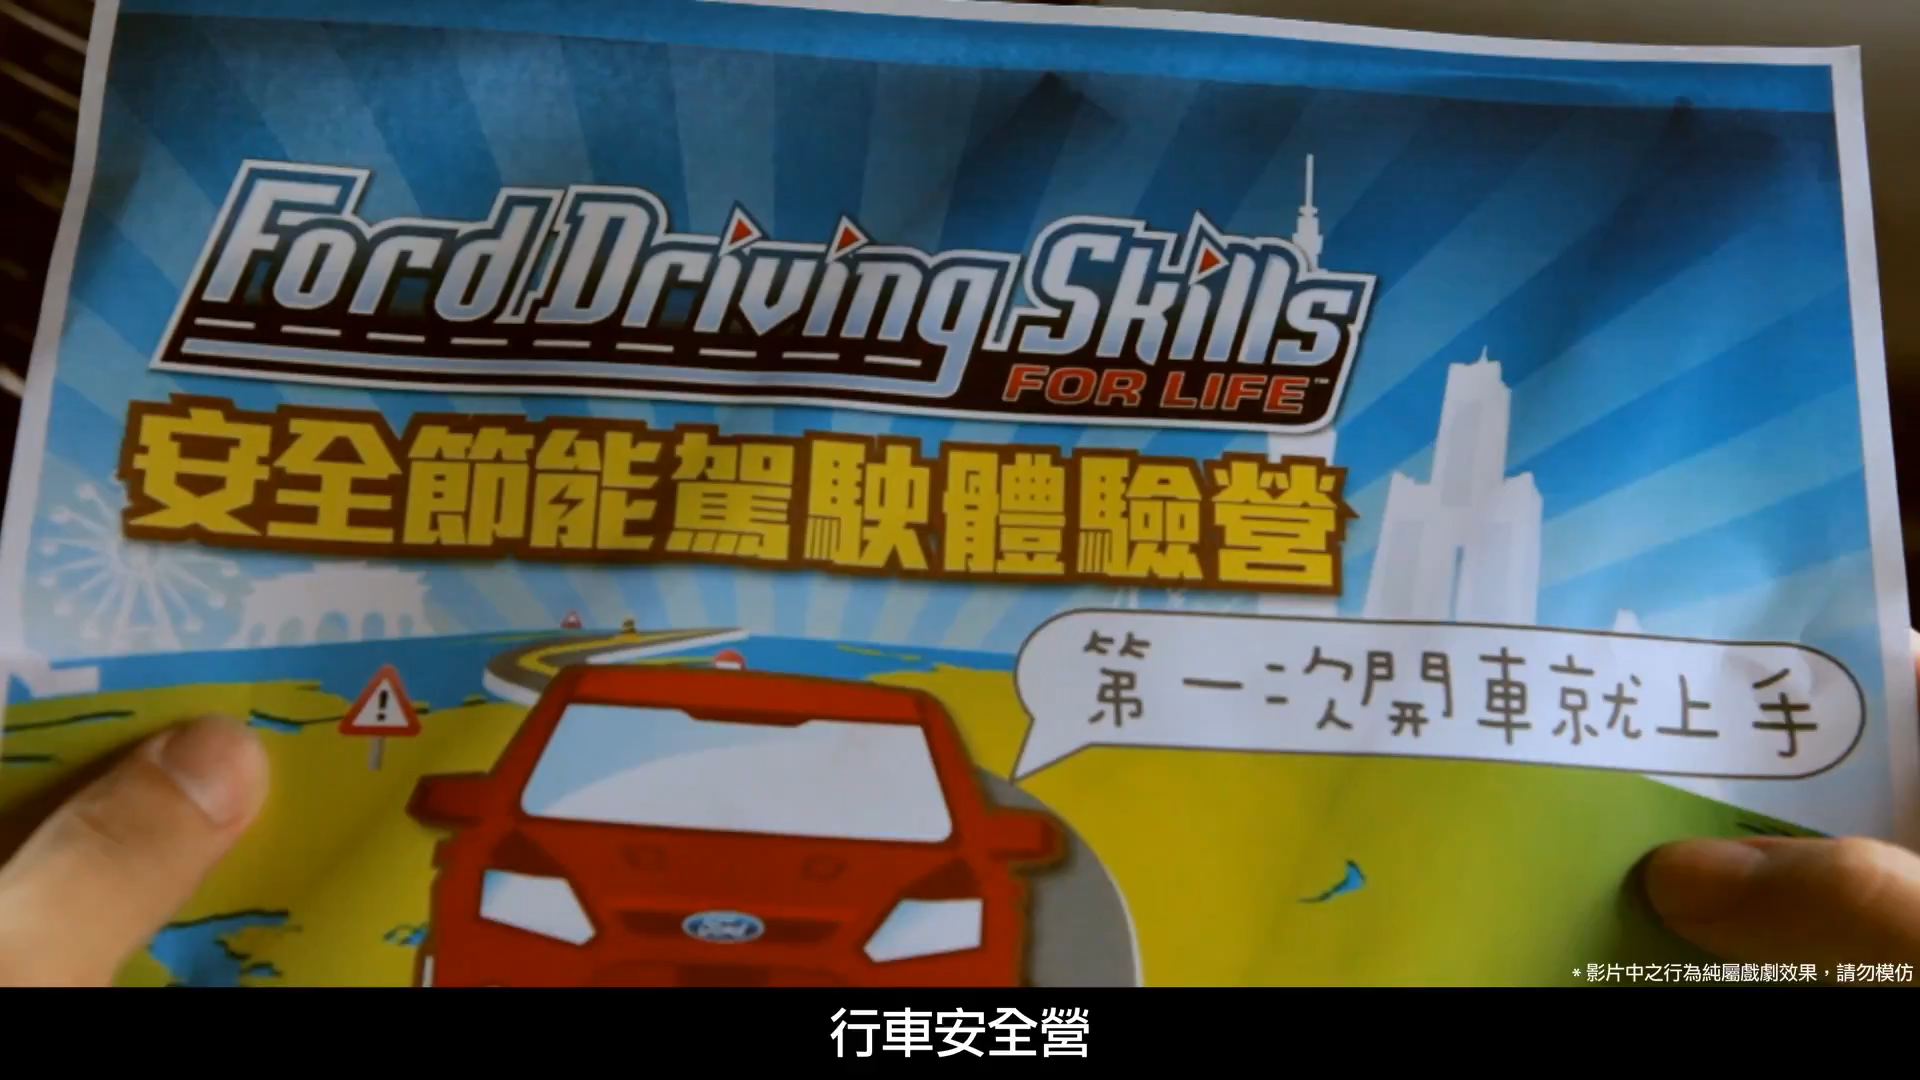 Ford Driving Skills
FOR LIFE™
安全節能駕駛體驗營
第一次開車就上手
Ford
*影片中之行為純屬戲劇效果，請勿模仿
行車安全營